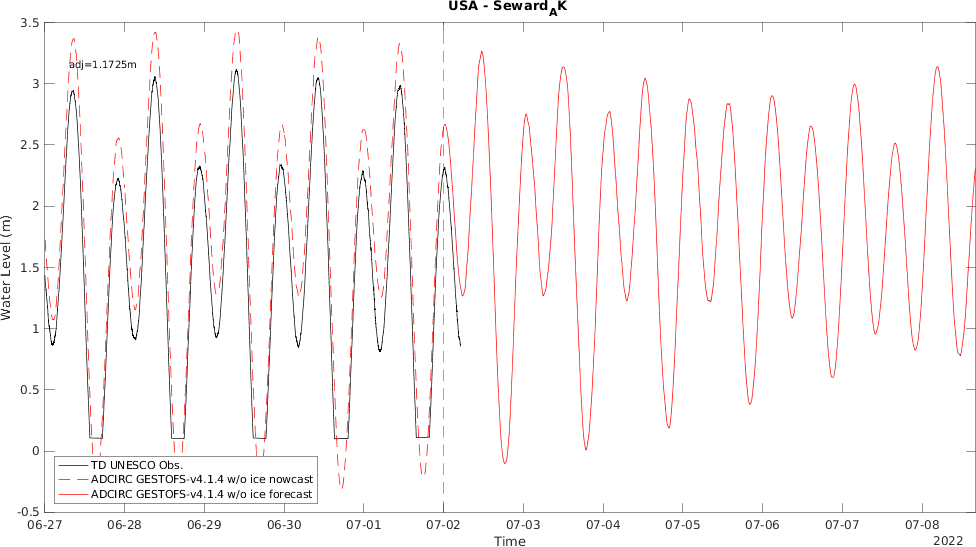 USA - Seward_AK
3.5
3
2.5
2
1.5
1
0.5
0
-0.5
Water Level (m)
adj=1.1725m
TD UNESCO Obs.
ADCIRC GESTOFS-v4.1.4 w/o ice nowcast
ADCIRC GESTOFS-v4.1.4 w/o ice forecast
06-27 06-28 06-29 06-30 07-01 07-02 07-03 07-04 07-05 07-06 07-07 07-08
Time
2022